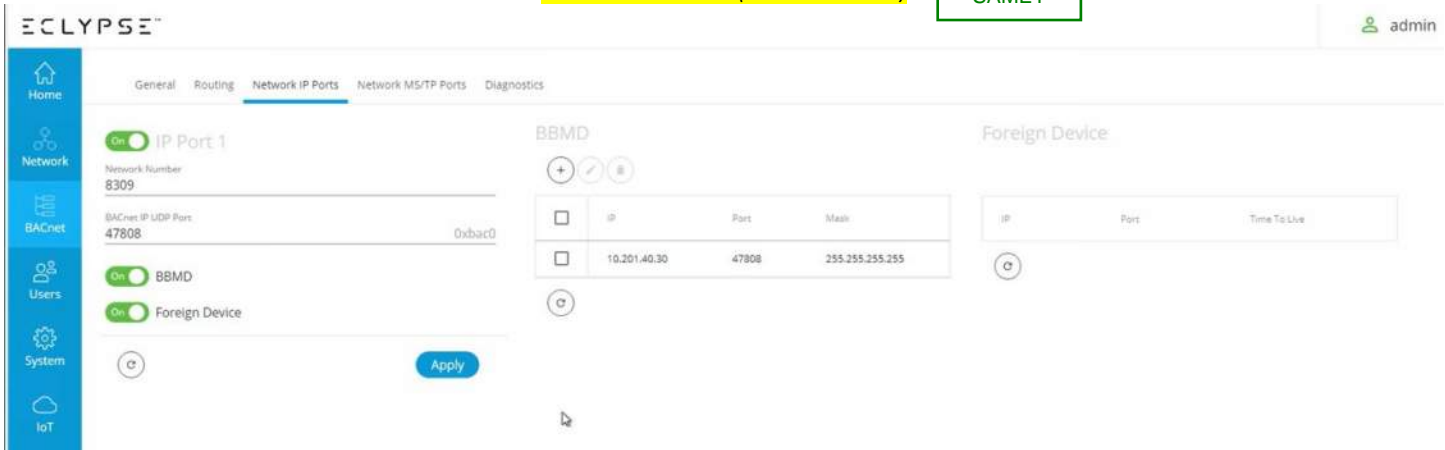 ECLYPSE™
admin
Home
Network
BACnet
Users
System
IoT
General Routing Network IP Ports Network MS/TP Ports Diagnostics
On IP Port 1
Network Number
8309
BACnet IP UDP Port
47808 0xbac0
On BBMD
On Foreign Device
Apply
BBMD
IP Port Mask
10.201.40.30 47808 255.255.255.255
Foreign Device
IP Port Time To Live